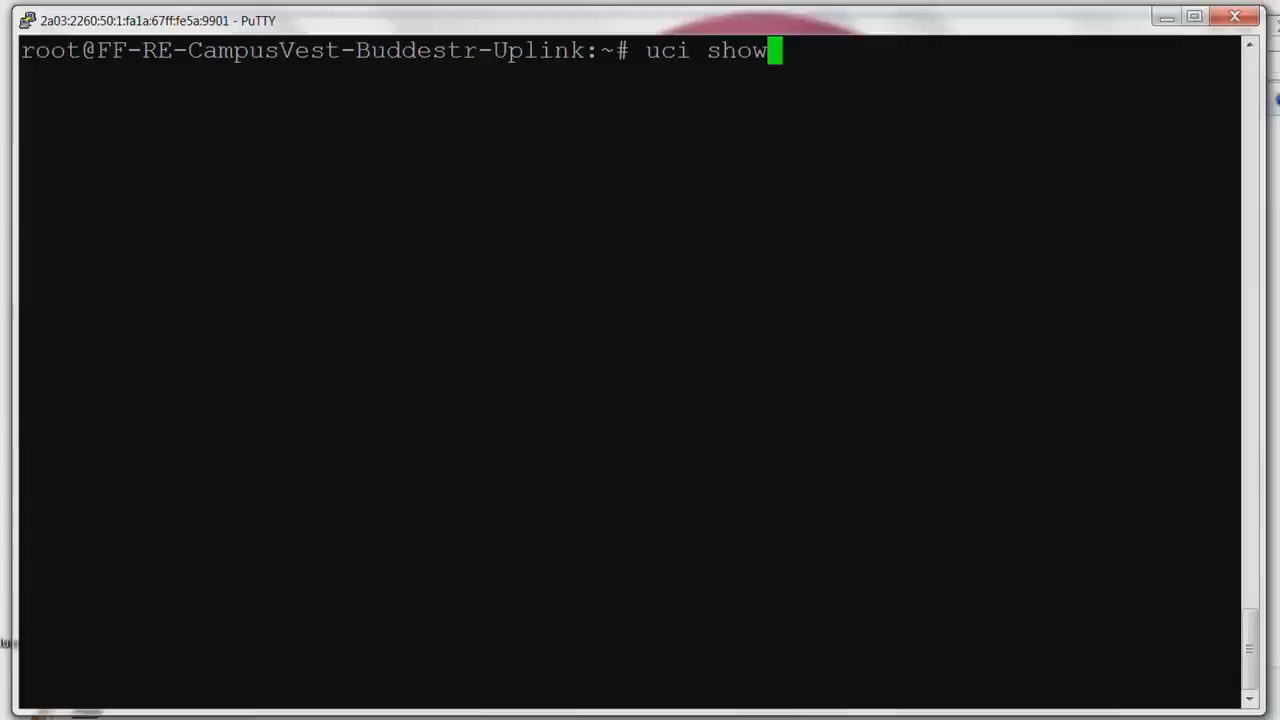 2a03:2260:50:1:fa1a:67ff:fe5a:9901 - PuTTY
root@FF-RE-CampusVest-Buddestr-Uplink:~# uci show